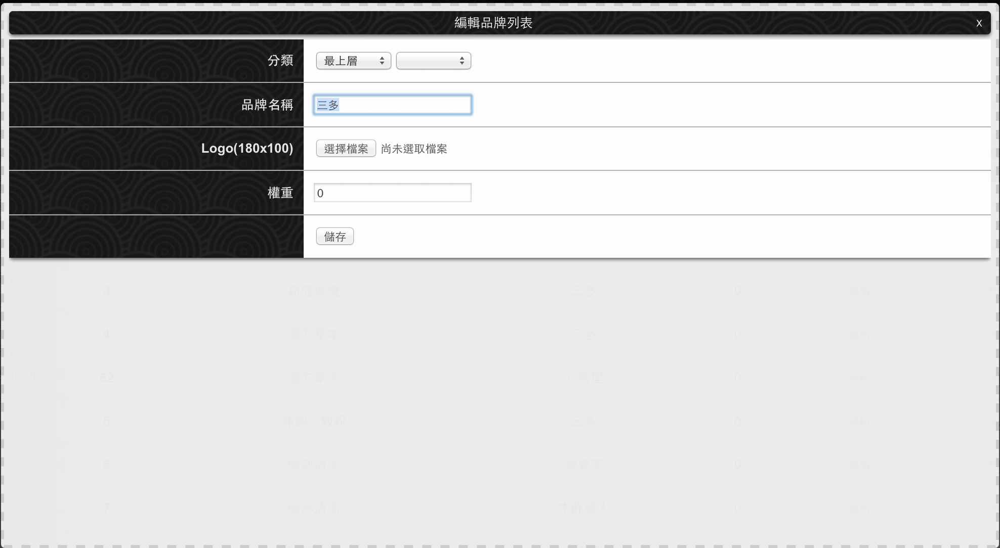 編輯品牌列表 X
分類 最上層
品牌名稱 三多
Logo(180x100) 選擇檔案 尚未選取檔案
權重 0
儲存
管理
3 窈窕保健 三多 0 編輯
理
4 漢方草本 三多 0 編輯
管理
group
62 漢方草本 元梅屋 0 編輯
理
5 沖調／穀粉 三多 0 編輯
6 臉部清潔 潤覺茶 0 編輯
7 臉部清潔 木酢達人 0 編輯